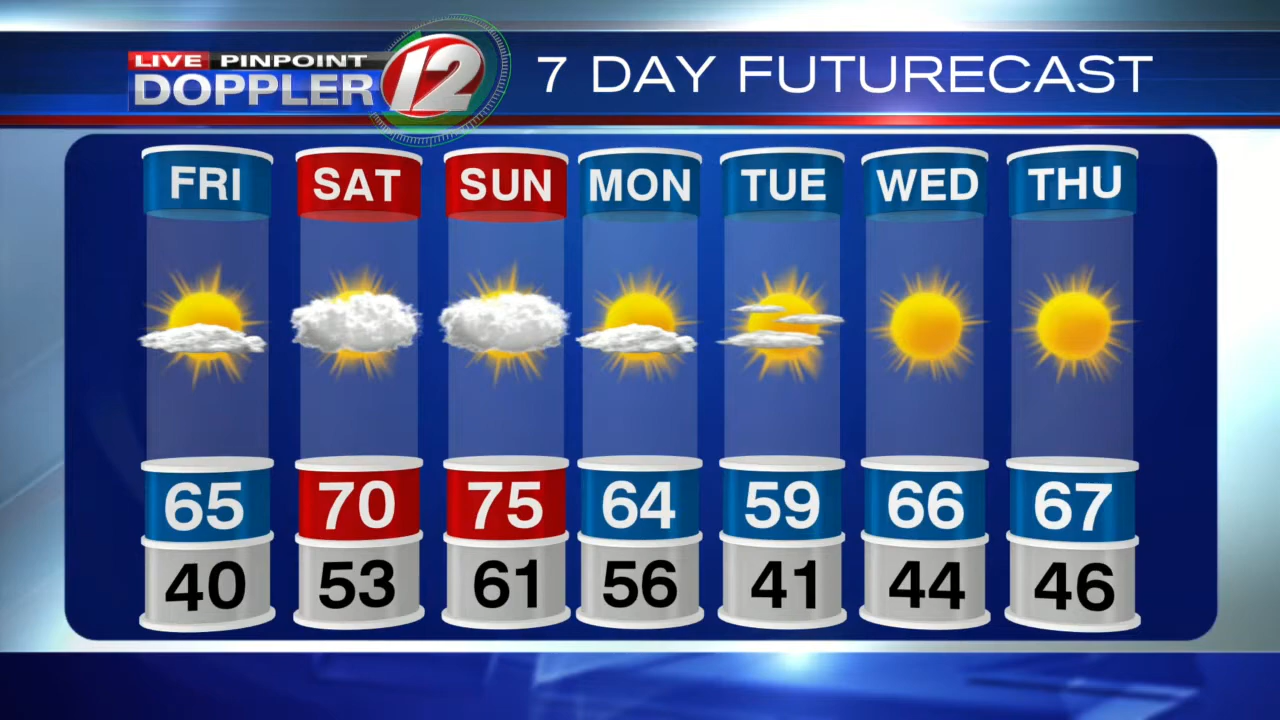 LIVE PINPOINT
DOPPLER 12
7 DAY FUTURECAST
FRI SAT SUN MON TUE WED THU
65 70 75 64 59 66 67
40 53 61 56 41 44 46